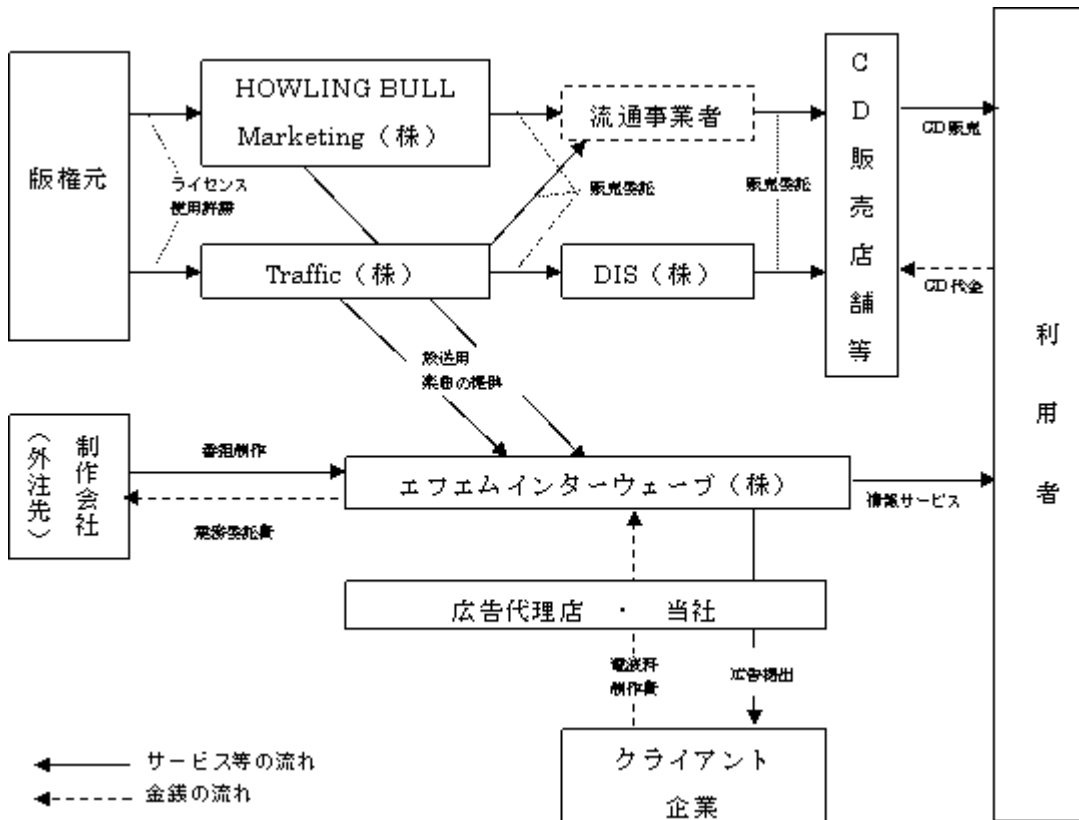 版権元
HOWLING BULL
Marketing（株）
流通事業者
CD販売店舗等
CD販売
ライセンス
使用許諾
販売委託
販売委託
Traffic（株）
DIS（株）
CD代金
利用者
放送用
楽曲の提供
制作会社
（外注先）
番組制作
業務委託費
エフエムインターウェーブ（株）
情報サービス
広告代理店 ・ 当社
電波料
制作費
広告提出
クライアント
企業
サービス等の流れ
金銭の流れ